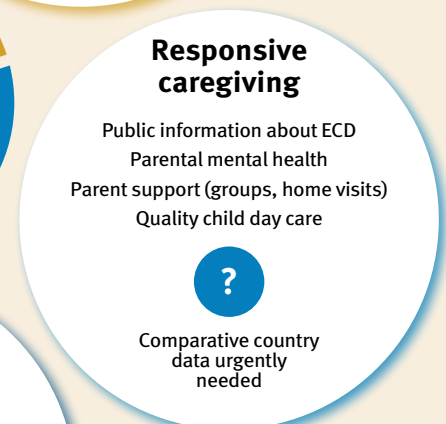 Responsive
caregiving
Public information about ECD
Parental mental health
Parent support (groups, home visits)
Quality child day care
?
Comparative country
data urgently
needed